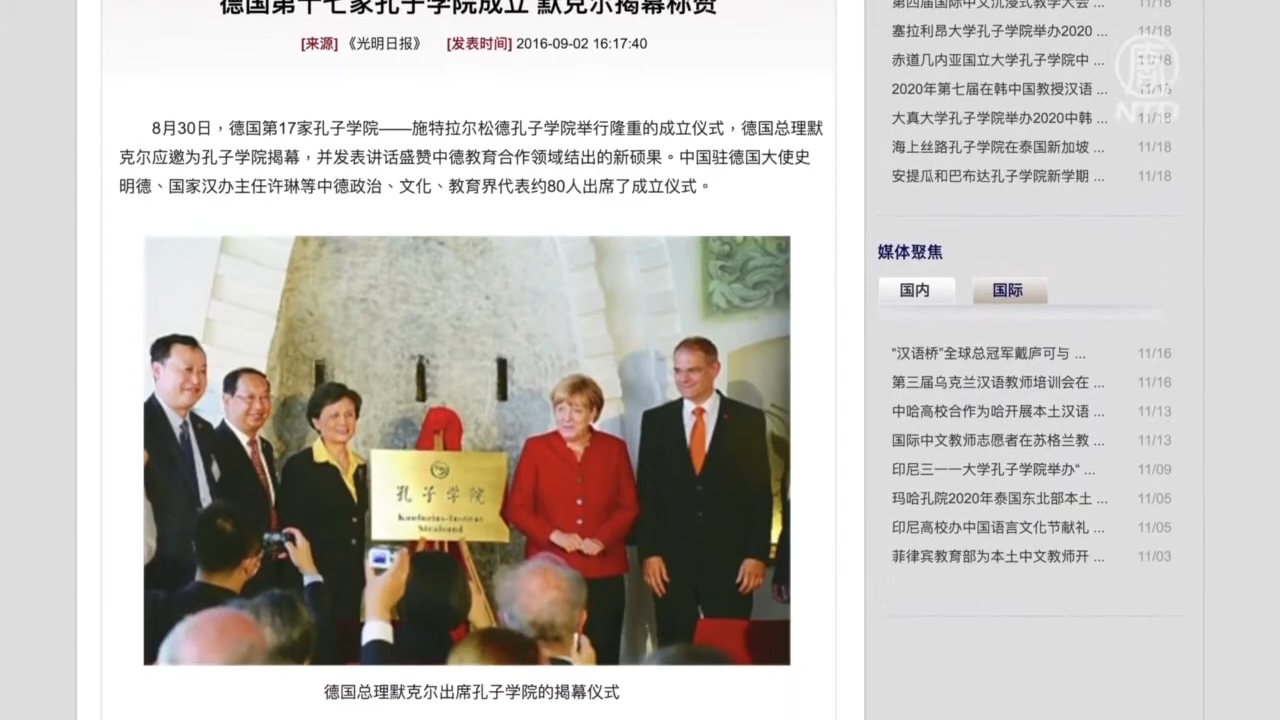 德国第十七家孔子学院成立 默克尔揭幕称赞
[来源] 《光明日报》 [发表时间] 2016-09-02 16:17:40
8月30日，德国第17家孔子学院——施特拉尔松德孔子学院举行隆重的成立仪式，德国总理默
克尔应邀为孔子学院揭幕，并发表讲话盛赞中德教育合作领域结出的新硕果。中国驻德国大使史
明德、国家汉办主任许琳等中德政治、文化、教育界代表约80人出席了成立仪式。
孔子学院
Konfuzius-Institut
Stralsund
德国总理默克尔出席孔子学院的揭幕仪式
第四届国际中文沉浸式教学大会 ... 11/18
塞拉利昂大学孔子学院举办2020 ... 11/18
赤道几内亚国立大学孔子学院中 ... 11/18
2020年第七届在韩中国教授汉语 ... 11/18
大真大学孔子学院举办2020中韩 ... 11/18
海上丝路孔子学院在泰国新加坡 ... 11/18
安提瓜和巴布达孔子学院新学期 ... 11/18
NTD
媒体聚焦
国内 国际
“汉语桥”全球总冠军戴庐可与 ... 11/16
第三届乌克兰汉语教师培训会在 ... 11/16
中哈高校合作为哈开展本土汉语 ... 11/13
国际中文教师志愿者在苏格兰教 ... 11/13
印尼三一一大学孔子学院举办“ ... 11/09
玛哈孔院2020年泰国东北部本土 ... 11/05
印尼高校办中国语言文化节献礼 ... 11/05
菲律宾教育部为本土中文教师开 ... 11/03